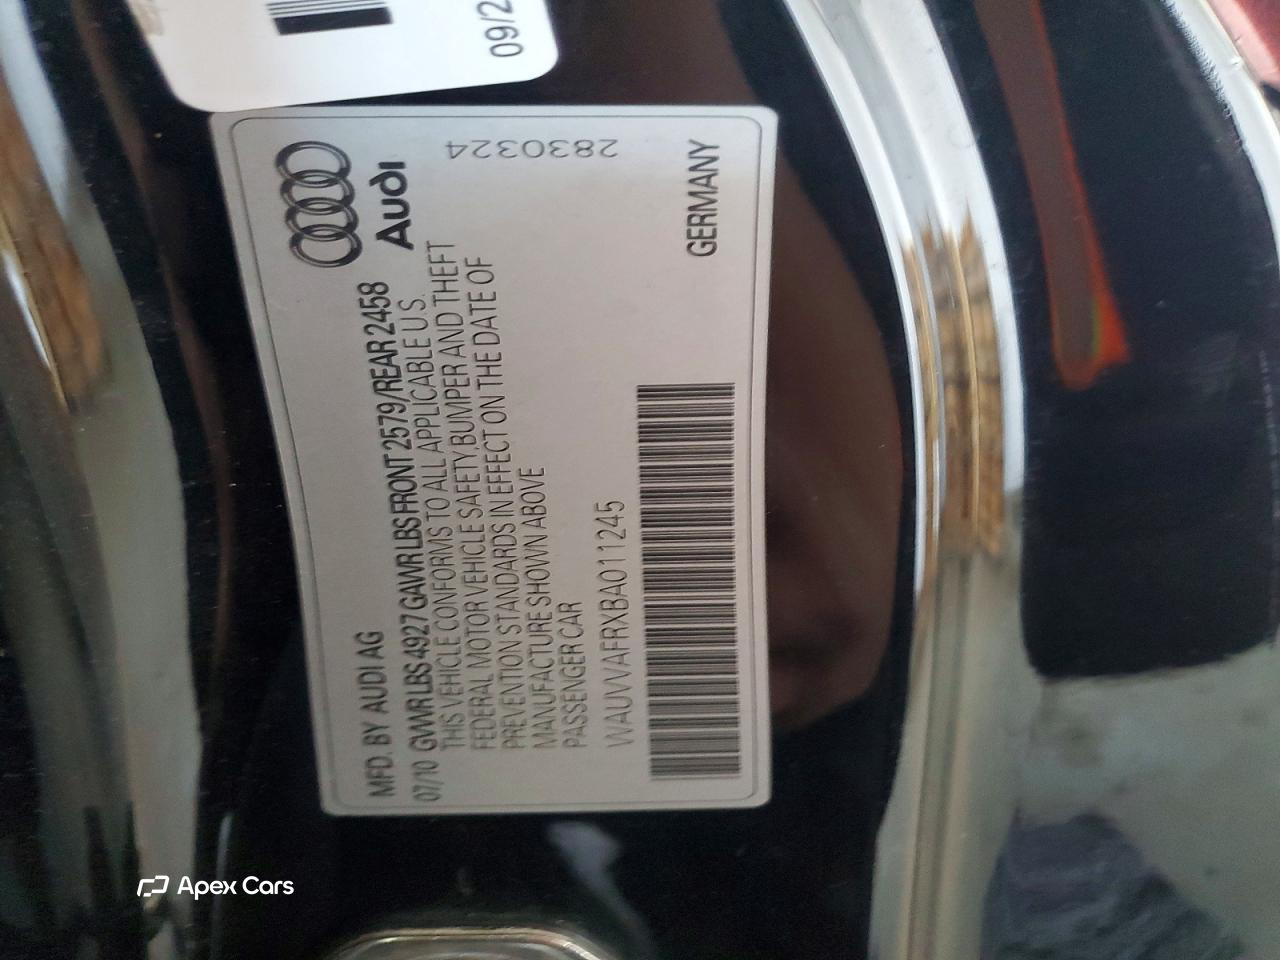 09/2
Audi
2830324
MFD. BY AUDI AG
07/10 GWR LBS 4927 GAWR LBS FRONT 2579/REAR 2458
THIS VEHICLE CONFORMS TO ALL APPLICABLE U.S.
FEDERAL MOTOR VEHICLE SAFETY,BUMPER AND THEFT
PREVENTION STANDARDS IN EFFECT ON THE DATE OF
MANUFACTURE SHOWN ABOVE
PASSENGER CAR
WAUVVAFRXBA011245
GERMANY
Apex Cars